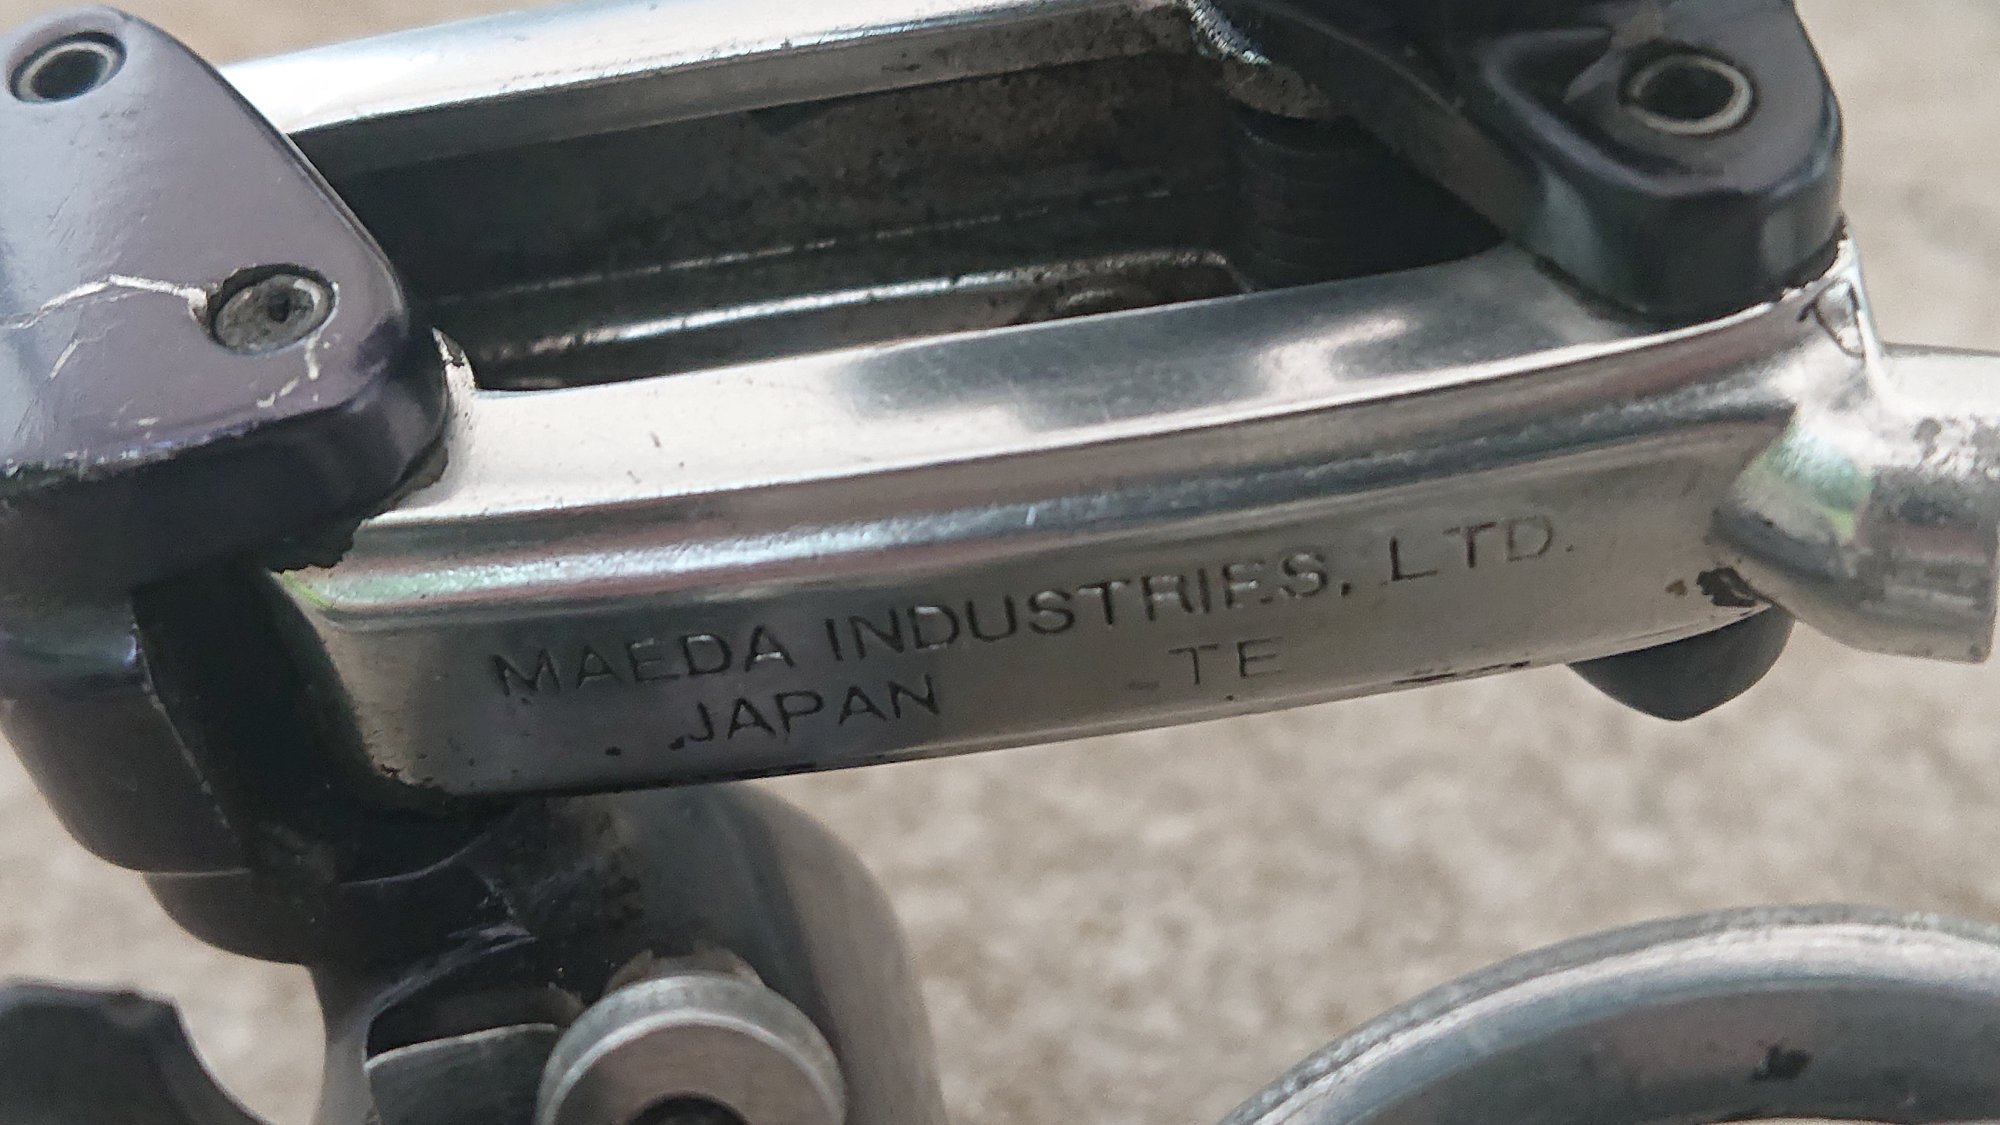 MAEDA INDUSTRIES, LTD.
JAPAN TE